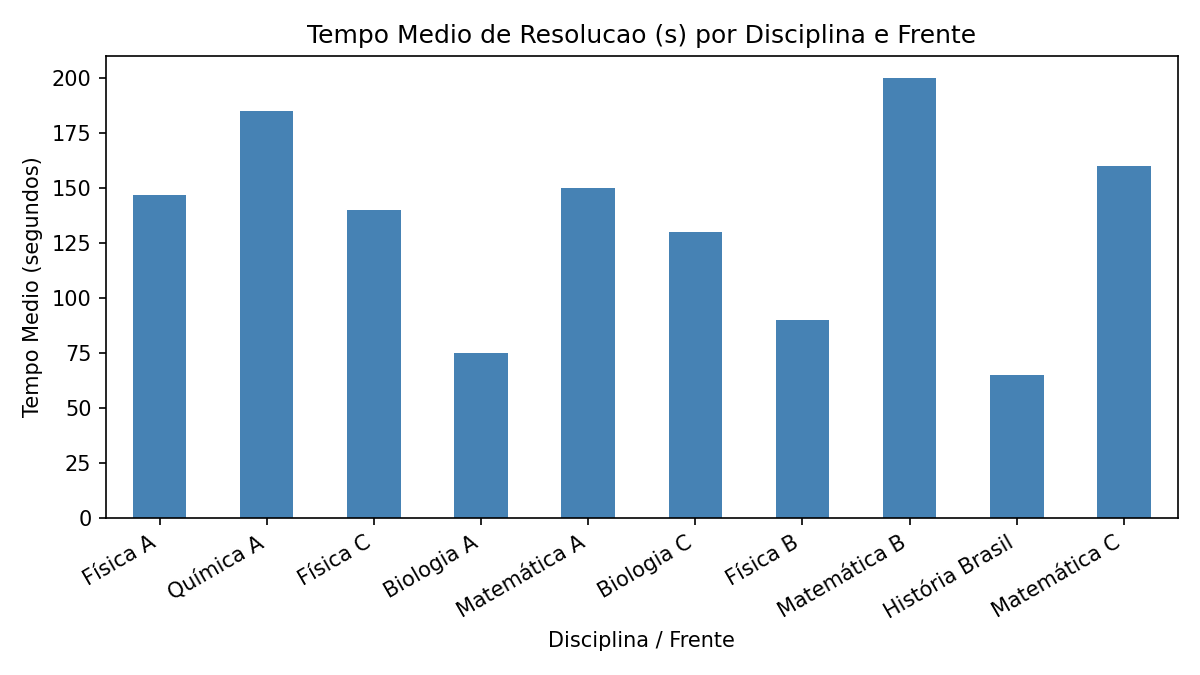 Tempo Medio de Resolucao (s) por Disciplina e Frente
Tempo Medio (segundos)
200
175
150
125
100
75
50
25
0
Física A
Química A
Física C
Biologia A
Matemática A
Biologia C
Física B
Matemática B
História Brasil
Matemática C
Disciplina / Frente